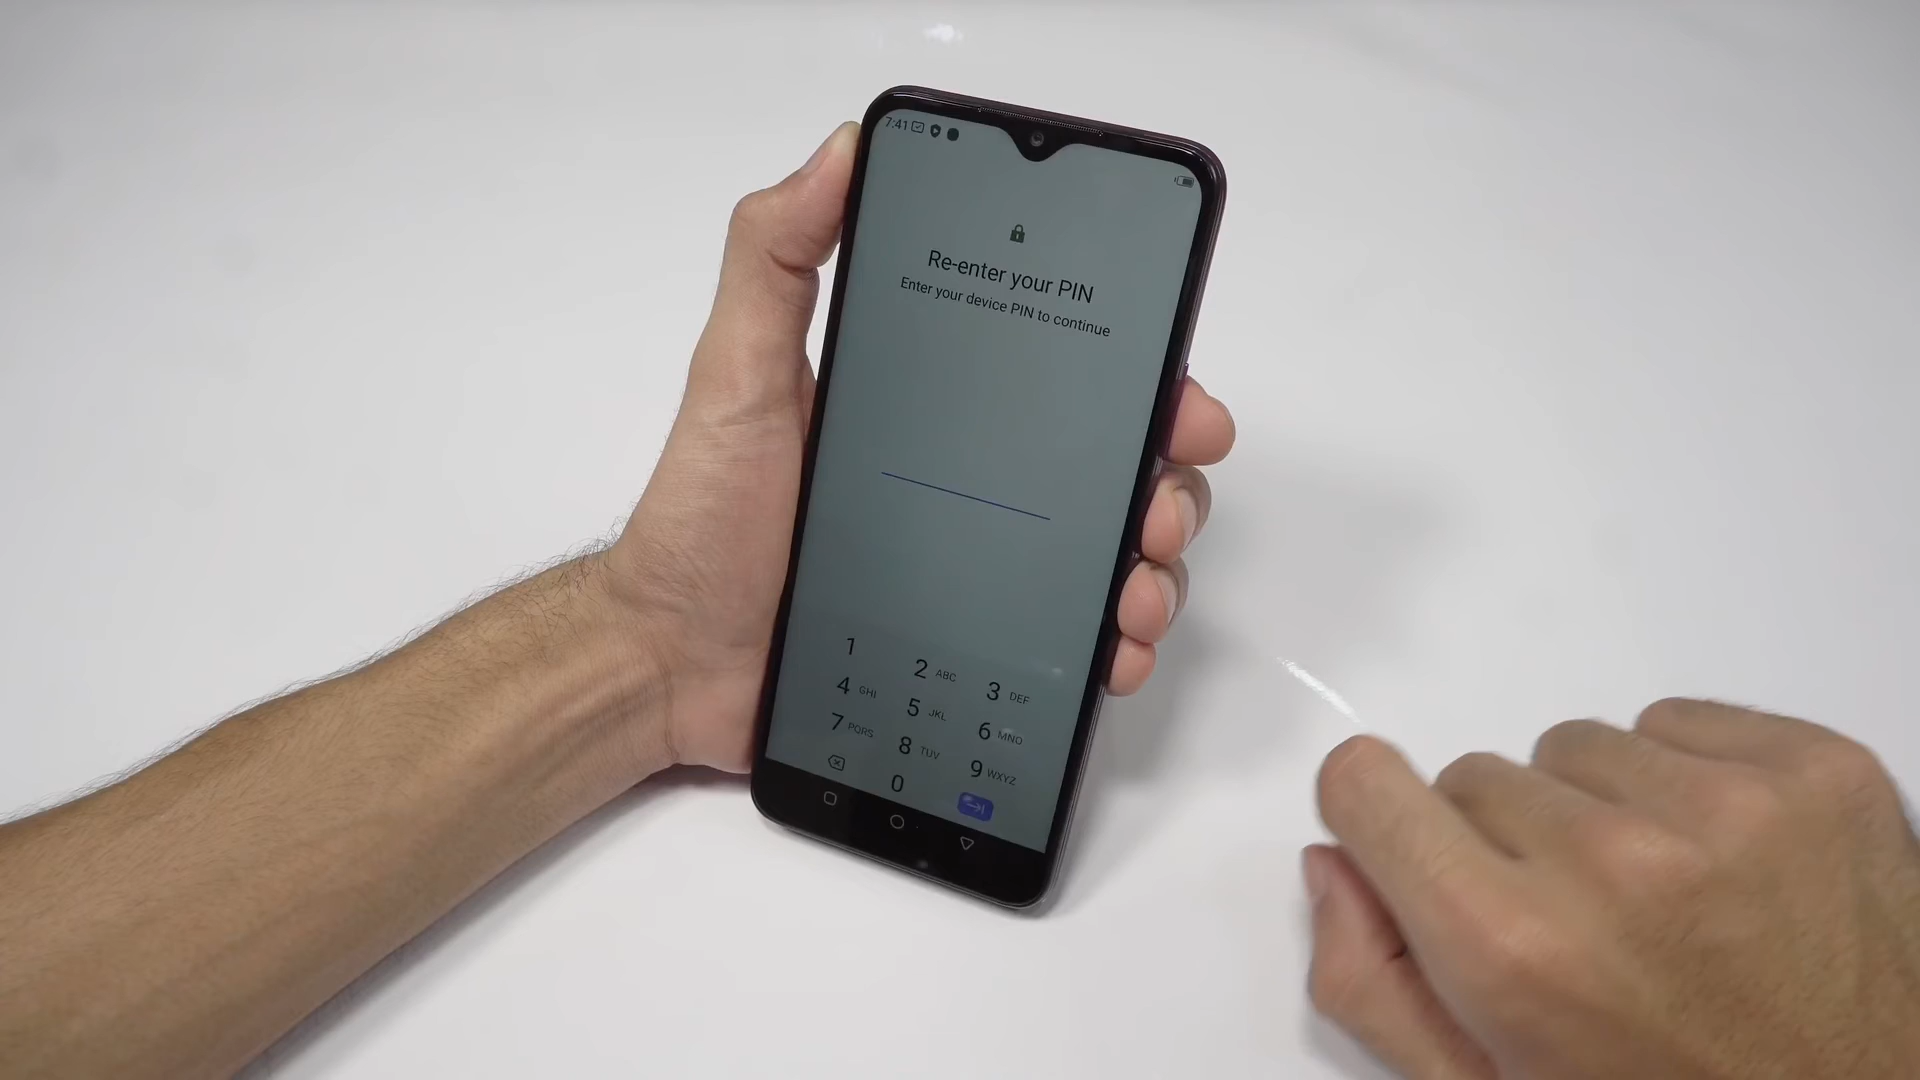 7:41
Re-enter your PIN
Enter your device PIN to continue
1
2 ABC
3 DEF
4 GHI
5 JKL
6 MNO
7 PQRS
8 TUV
9 WXYZ
0